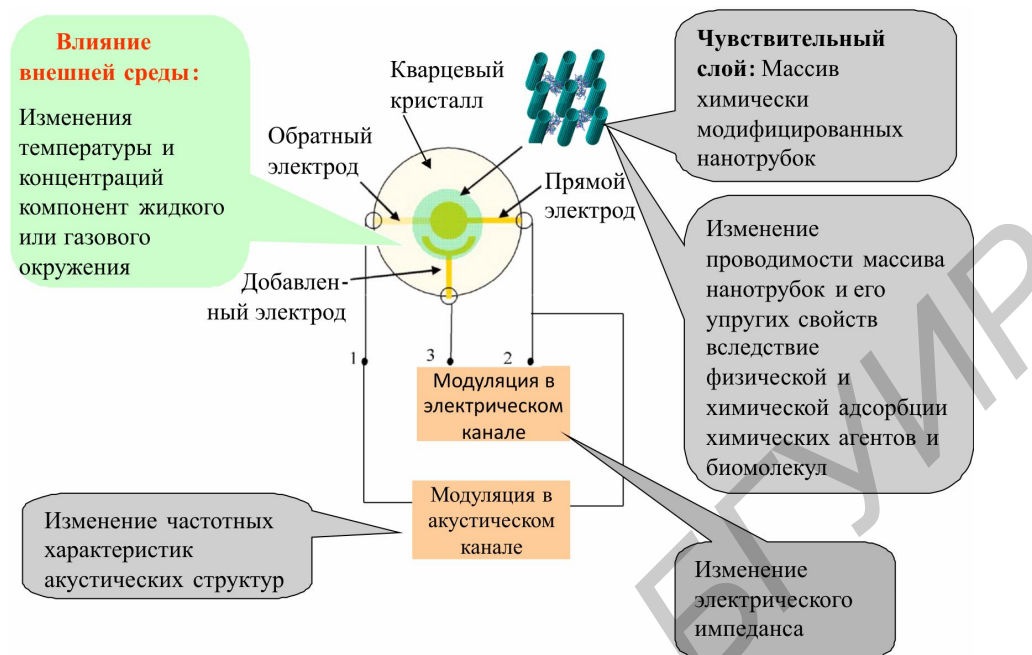 Влияние
внешней среды:
Изменения
температуры и
концентраций
компонент жидкого
или газового
окружения
Кварцевый
кристалл
Обратный
электрод
Прямой
электрод
Добавлен-
ный электрод
Чувствительный
слой: Массив
химически
модифицированных
нанотрубок
Изменение
проводимости массива
нанотрубок и его
упругих свойств
вследствие
физической и
химической адсорбции
химических агентов и
биомолекул
1
3
2
Модуляция в
электрическом
канале
Модуляция в
акустическом
канале
Изменение частотных
характеристик
акустических структур
Изменение
электрического
импеданса
БГУИР